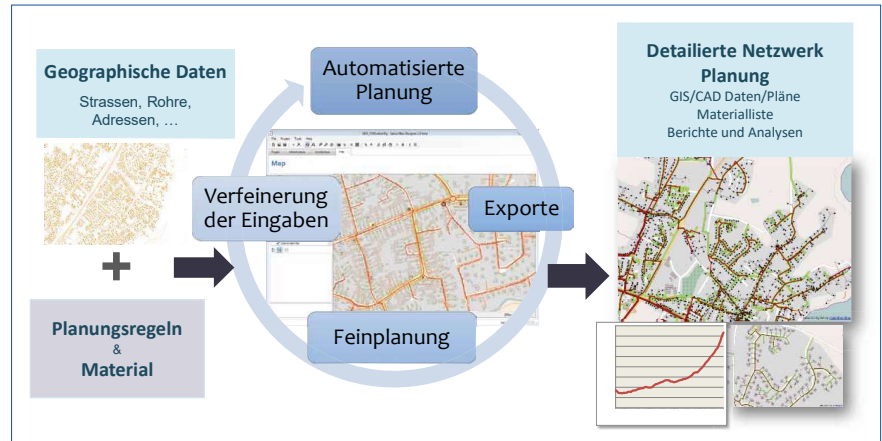 Geographische Daten
Strassen, Rohre,
Adressen, …
+
Planungsregeln
&
Material
Automatisierte
Planung
Map
Verfeinerung
der Eingaben
Exporte
Feinplanung
Detailierte Netzwerk
Planung
GIS/CAD Daten/Pläne
Materialliste
Berichte und Analysen